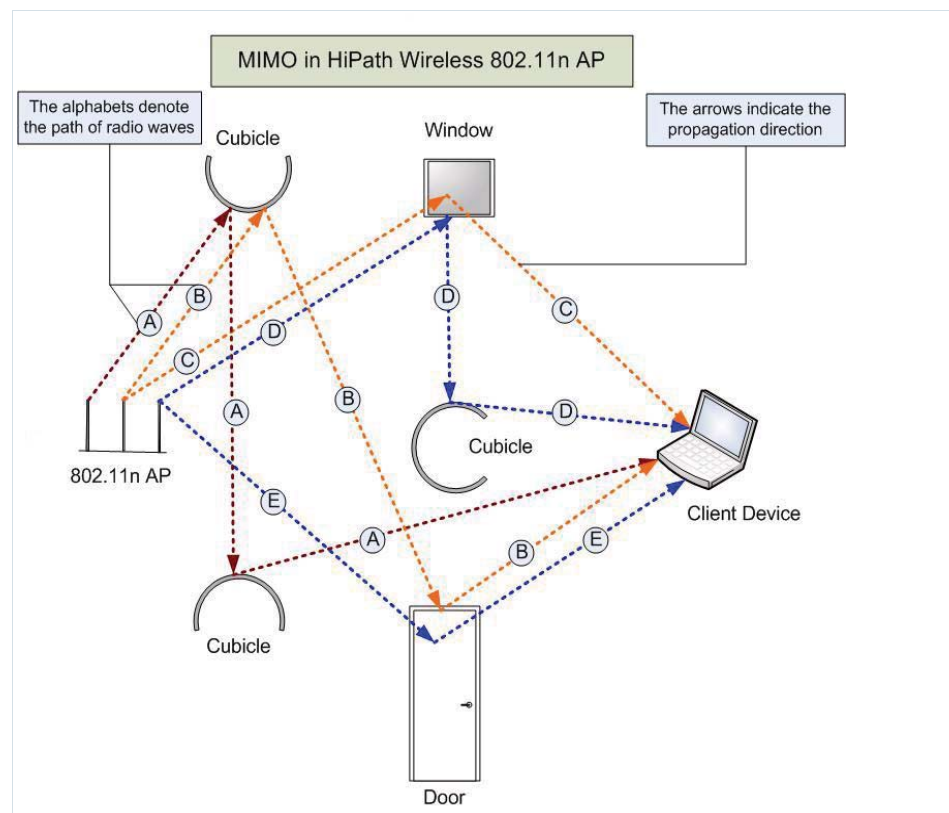 MIMO in HiPath Wireless 802.11n AP
The alphabets denote
the path of radio waves
The arrows indicate the
propagation direction
Cubicle
Window
B
A
D
C
D
C
A
B
D
802.11n AP
Cubicle
E
Client Device
A
B
E
Cubicle
Door